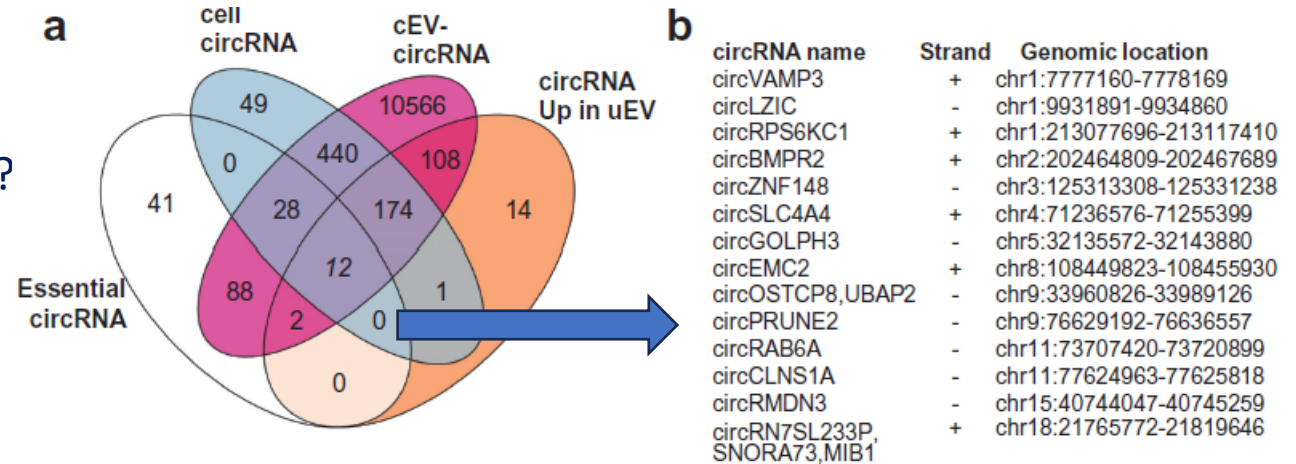 ?
a
cell
circRNA
cEV-
circRNA
circRNA
Up in uEV
49
10566
440
108
0
41
28
174
14
12
Essential
circRNA
88
1
2
0
0
b
circRNA name Strand Genomic location
circVAMP3 + chr1:7777160-7778169
circLZIC - chr1:9931891-9934860
circRPS6KC1 + chr1:213077696-213117410
circBMPR2 + chr2:202464809-202467689
circZNF148 - chr3:125313308-125331238
circSLC4A4 + chr4:71236576-71255399
circGOLPH3 - chr5:32135572-32143880
circEMC2 + chr8:108449823-108455930
circOSTCP8,UBAP2 - chr9:33960826-33989126
circPRUNE2 - chr9:76629192-76636557
circRAB6A - chr11:73707420-73720899
circCLNS1A - chr11:77624963-77625818
circRMDN3 - chr15:40744047-40745259
circRN7SL233P, + chr18:21765772-21819646
SNORA73,MIB1